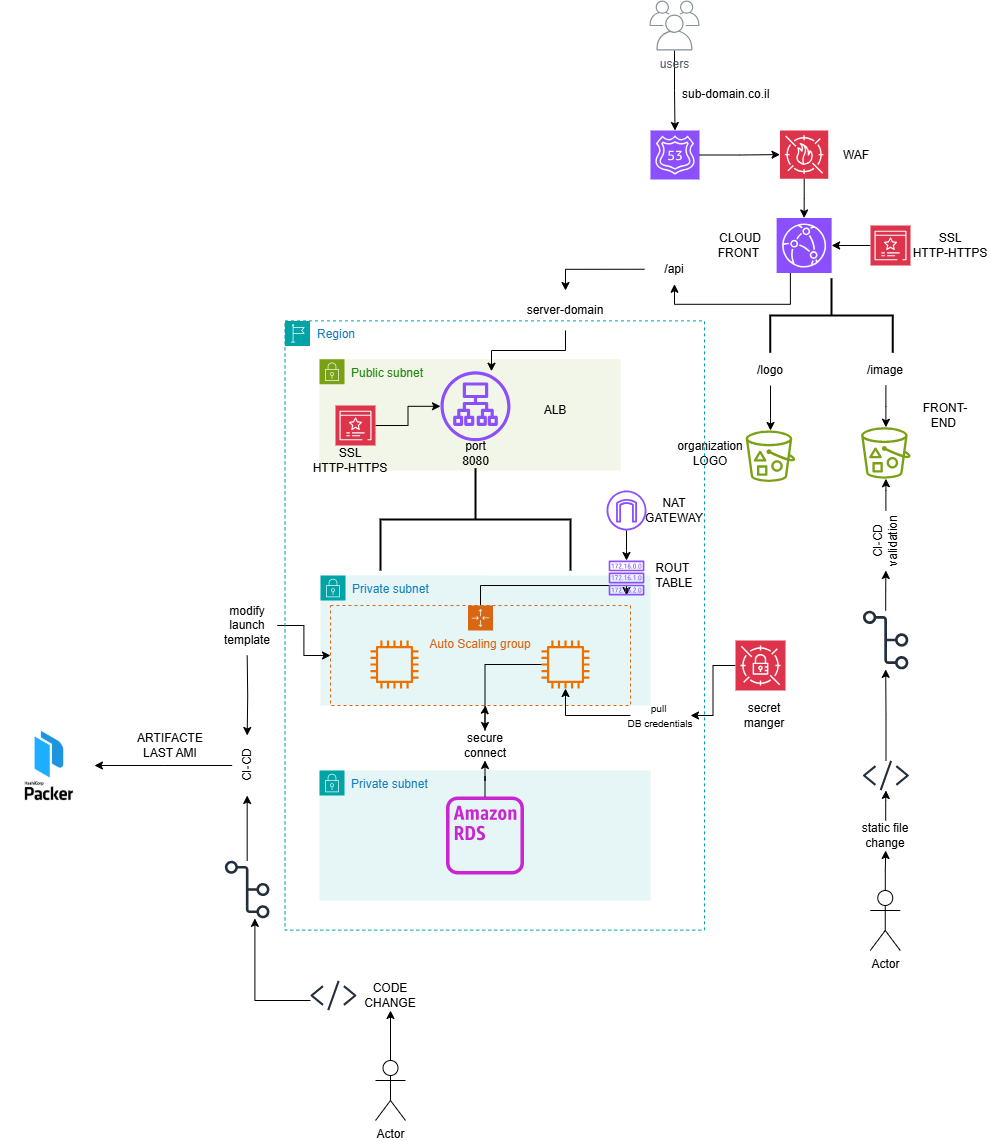 users
sub-domain.co.il
53
WAF
CLOUD
FRONT
SSL
HTTP-HTTPS
/api
server-domain
Region
Public subnet
/logo
/image
ALB
FRONT-
END
organization
LOGO
SSL
HTTP-HTTPS
port
8080
NAT
GATEWAY
CI-CD
validation
172.16.0.0
172.16.1.0
ROUT
TABLE
Private subnet
modify
launch
template
Auto Scaling group
secret
manger
pull
DB credentials
secure
connect
ARTIFACTE
LAST AMI
CI-CD
HashiCorp
Packer
Private subnet
Amazon
RDS
static file
change
Actor
CODE
CHANGE
Actor